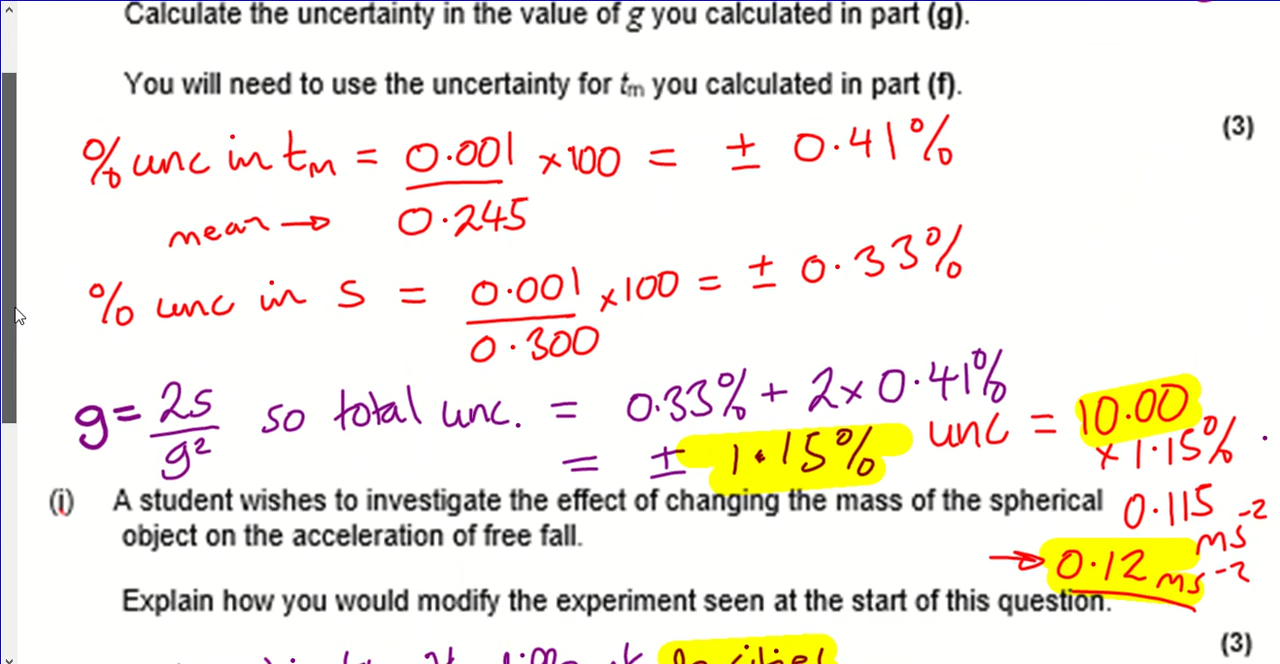 Calculate the uncertainty in the value of g you calculated in part (g).
You will need to use the uncertainty for tm you calculated in part (f).
(3)
% unc in tm = 0.001 × 100 = ± 0.41%
mean → 0.245
% unc in s = 0.001 × 100 = ± 0.33%
0.300
g = 2s so total unc. = 0.33% + 2 × 0.41%
g²
= ± 1.15% unc = 10.00
× 1.15%
0.115 ms-2
→ 0.12 ms-2
(i) A student wishes to investigate the effect of changing the mass of the spherical
object on the acceleration of free fall.
Explain how you would modify the experiment seen at the start of this question.
(3)